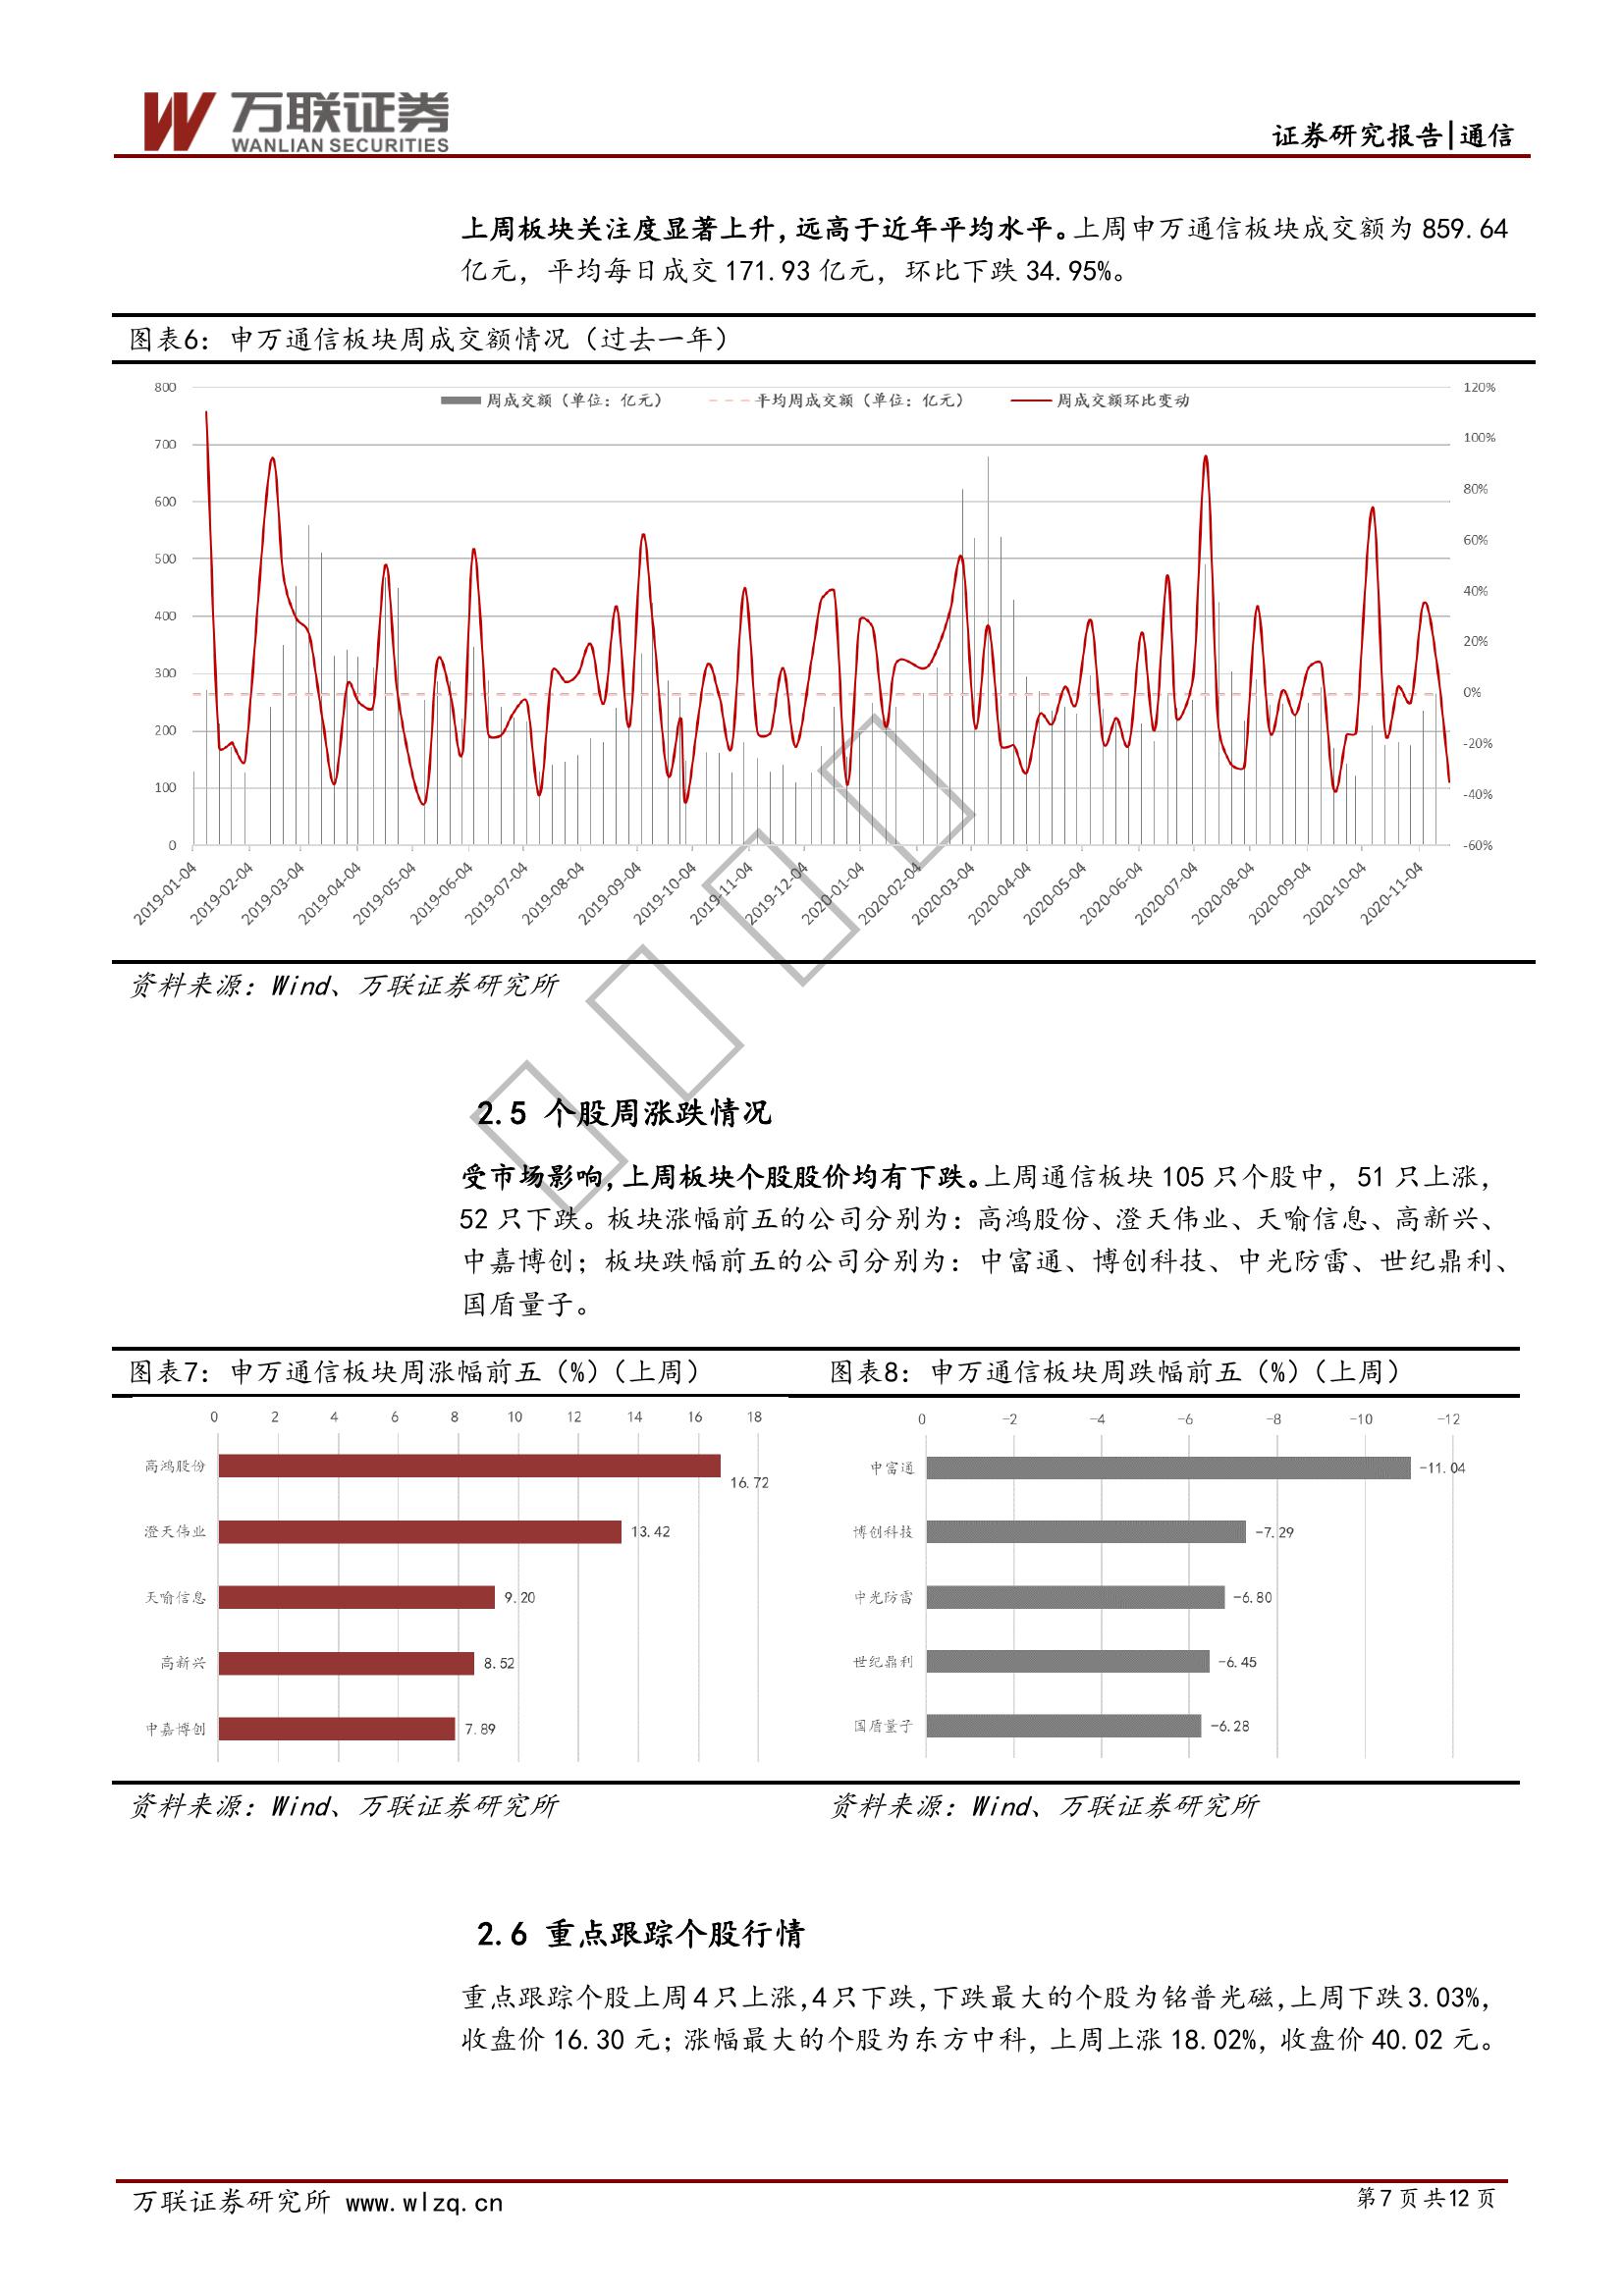 万联证券
WANLIAN SECURITIES
证券研究报告|通信
上周板块关注度显著上升，远高于近年平均水平。上周申万通信板块成交额为 859.64
亿元，平均每日成交 171.93 亿元，环比下跌 34.95%。
图表6：申万通信板块周成交额情况（过去一年）
周成交额（单位：亿元） 平均周成交额（单位：亿元） 周成交额环比变动
800 120%
700 100%
600 80%
500 60%
400 40%
300 20%
200 0%
100 -20%
0 -40%
-60%
2019-01-04 2019-02-04 2019-03-04 2019-04-04 2019-05-04 2019-06-04 2019-07-04 2019-08-04 2019-09-04 2019-10-04 2019-11-04 2019-12-04 2020-01-04 2020-02-04 2020-03-04 2020-04-04 2020-05-04 2020-06-04 2020-07-04 2020-08-04 2020-09-04 2020-10-04 2020-11-04
资料来源：Wind、万联证券研究所
2.5 个股周涨跌情况
受市场影响，上周板块个股股价均有下跌。上周通信板块 105 只个股中，51 只上涨，
52 只下跌。板块涨幅前五的公司分别为：高鸿股份、澄天伟业、天喻信息、高新兴、
中嘉博创；板块跌幅前五的公司分别为：中富通、博创科技、中光防雷、世纪鼎利、
国盾量子。
图表7：申万通信板块周涨幅前五（%）（上周）
0 2 4 6 8 10 12 14 16 18
高鸿股份 16.72
澄天伟业 13.42
天喻信息 9.20
高新兴 8.52
中嘉博创 7.89
资料来源：Wind、万联证券研究所
图表8：申万通信板块周跌幅前五（%）（上周）
0 -2 -4 -6 -8 -10 -12
中富通 -11.04
博创科技 -7.29
中光防雷 -6.80
世纪鼎利 -6.45
国盾量子 -6.28
资料来源：Wind、万联证券研究所
2.6 重点跟踪个股行情
重点跟踪个股上周4只上涨，4只下跌，下跌最大的个股为铭普光磁，上周下跌3.03%，
收盘价 16.30 元；涨幅最大的个股为东方中科，上周上涨 18.02%，收盘价 40.02 元。
万联证券研究所 www.wlzq.cn
第7页共12页